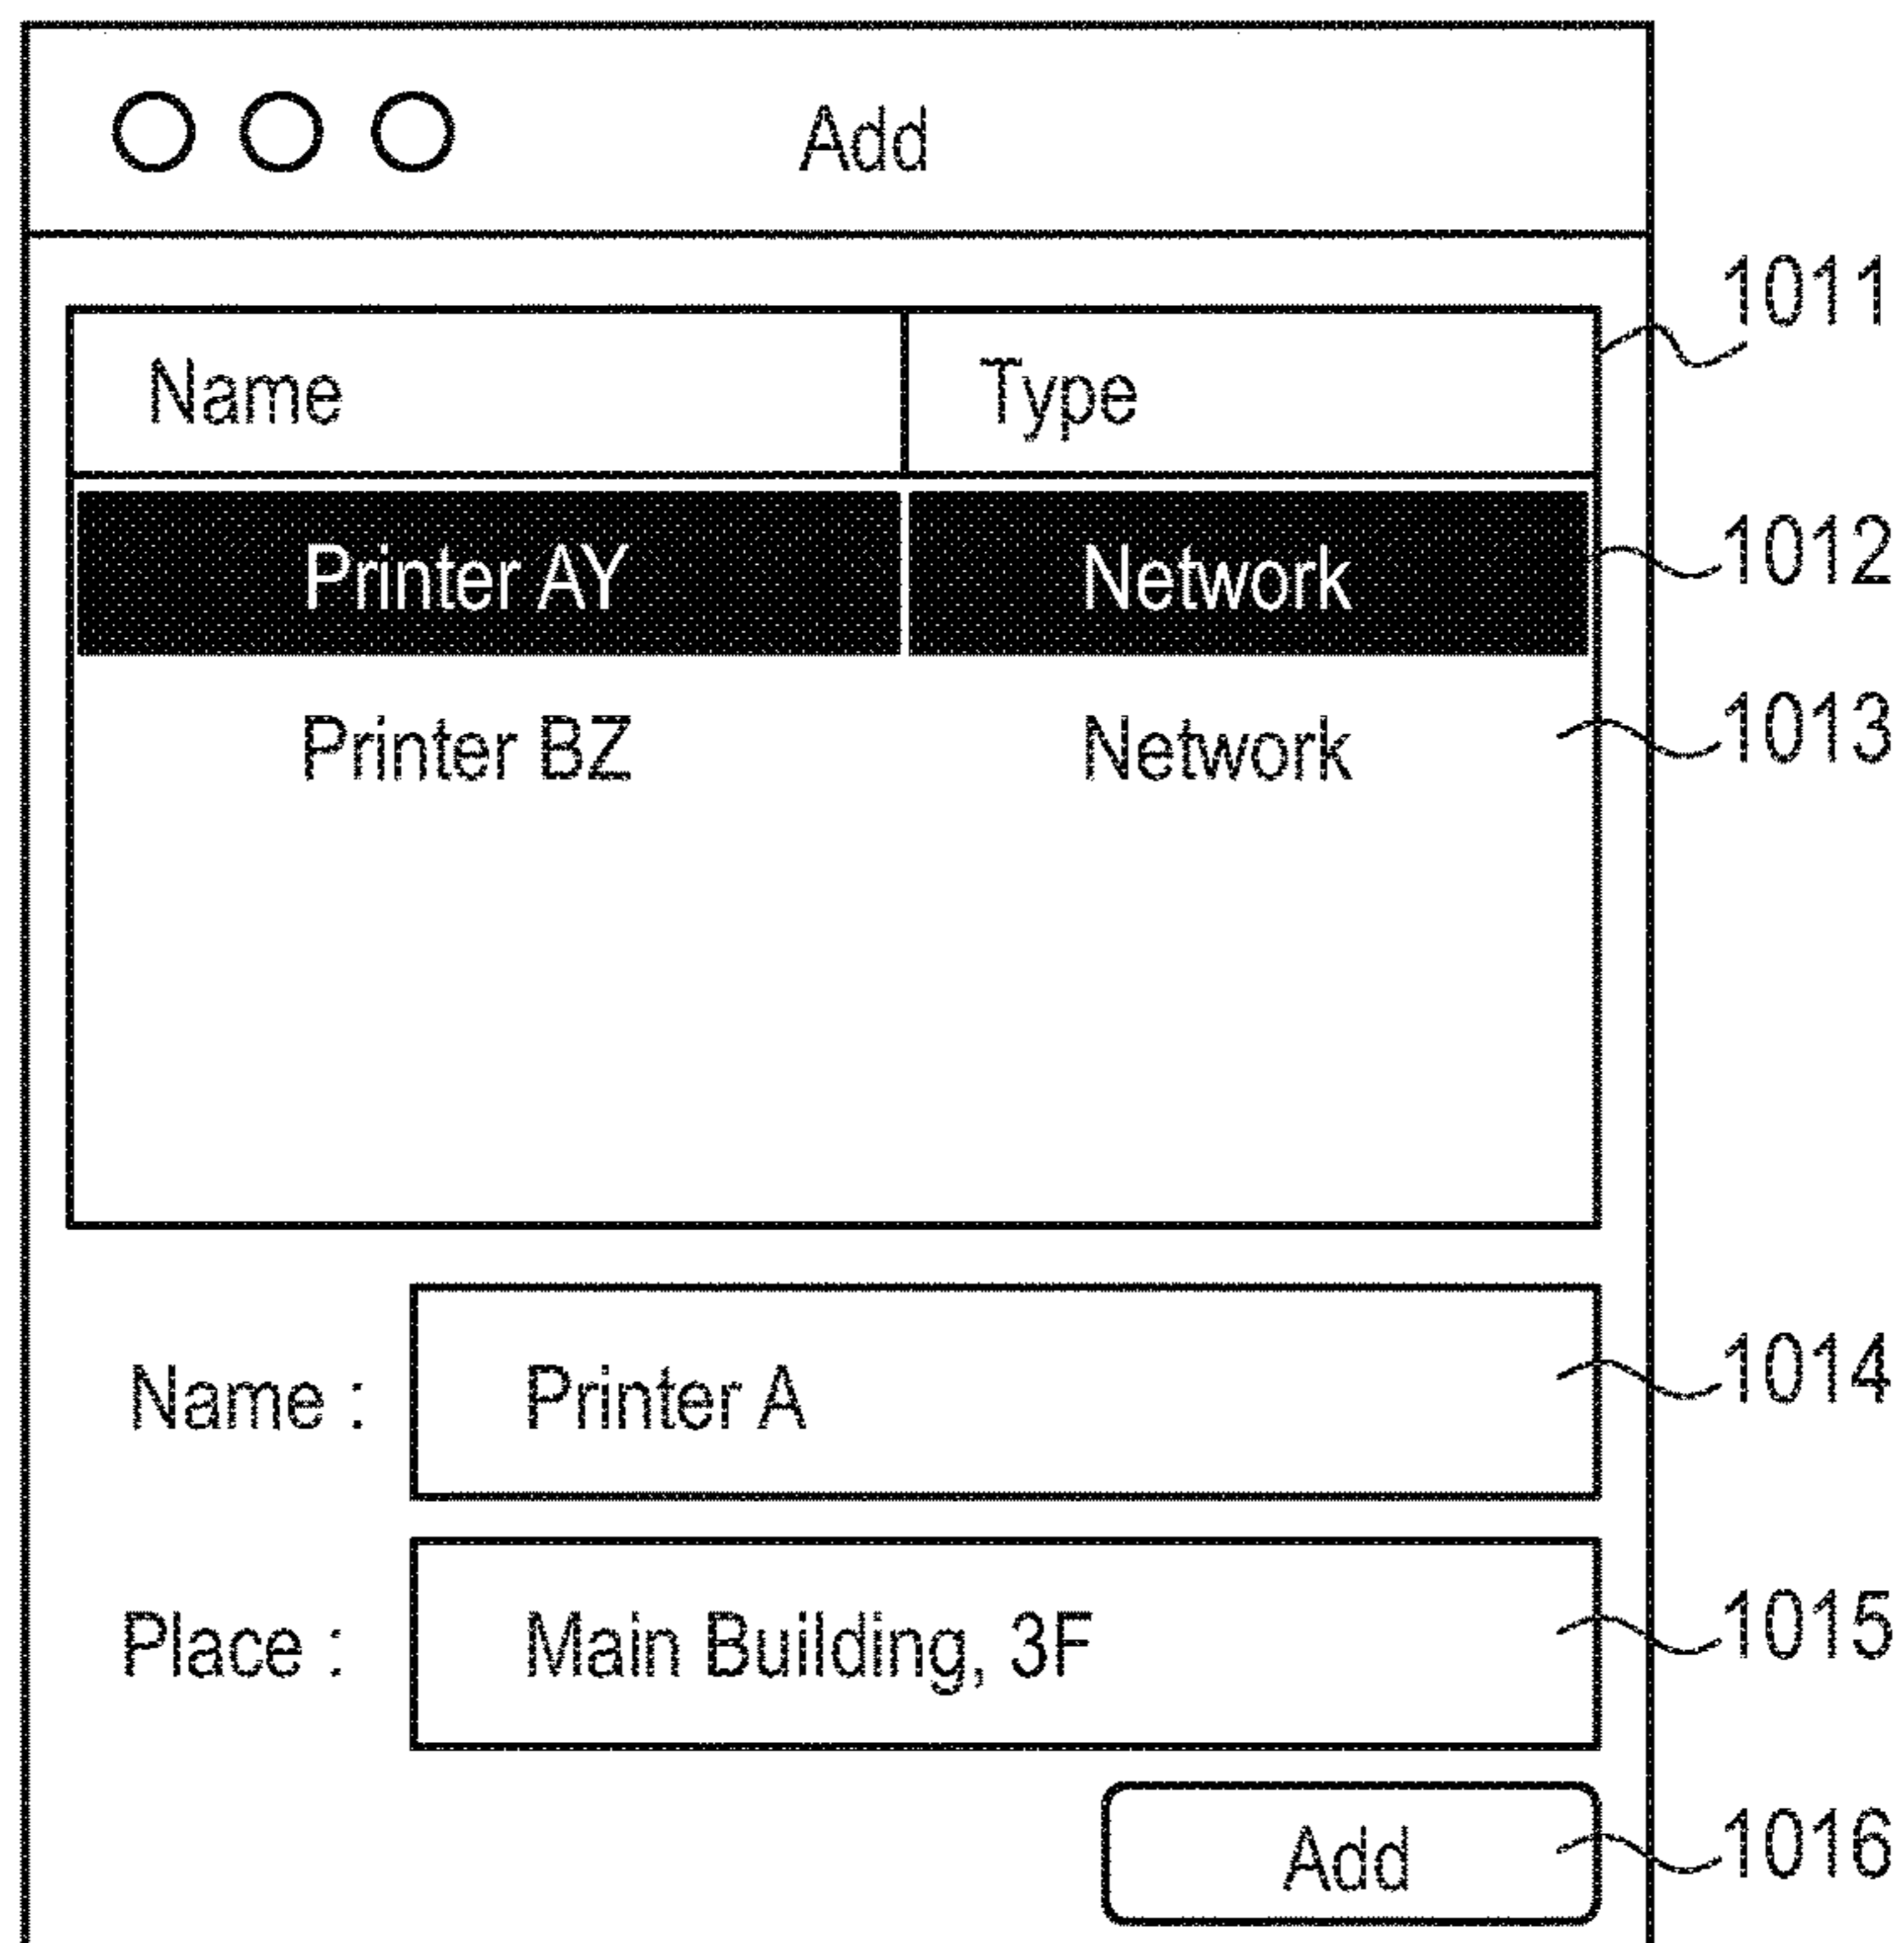 Add
1011
Name Type
Printer AY Network 1012
Printer BZ Network 1013
Name : Printer A 1014
Place : Main Building, 3F 1015
Add 1016